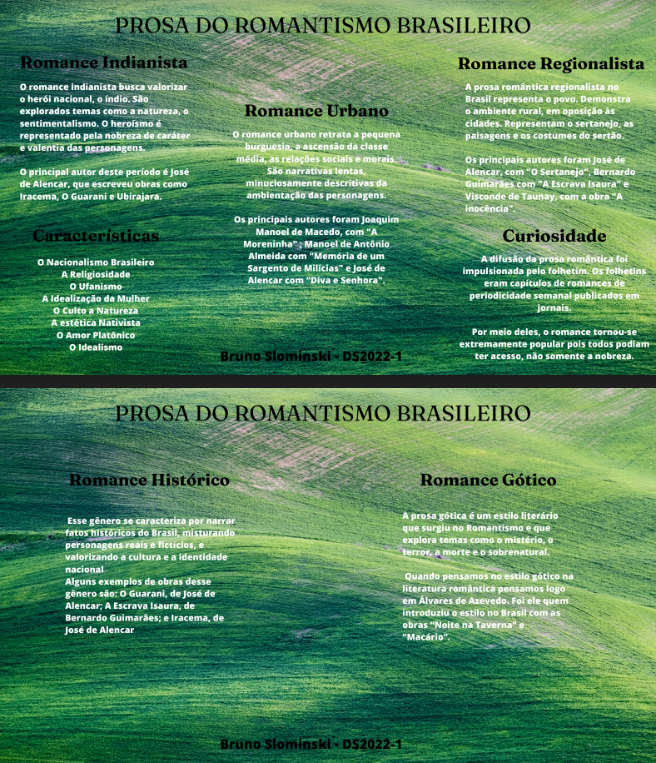 PROSA DO ROMANTISMO BRASILEIRO
Romance Indianista
O romance indianista busca valorizar
o herói nacional, o índio. São
explorados temas como a natureza, o
sentimentalismo. O heroísmo é
representado pela nobreza de caráter
e valentia das personagens.
O principal autor deste período é José
de Alencar, que escreveu obras como
Iracema, O Guarani e Ubirajara.
Características
O Nacionalismo Brasileiro
A Religiosidade
O Ufanismo
A Idealização da Mulher
O Culto a Natureza
A estética Nativista
O Amor Platônico
O Idealismo
Romance Urbano
O romance urbano retrata a pequena
burguesia, a ascensão da classe
média, as relações sociais e morais.
São narrativas lentas,
minuciosamente descritivas da
ambientação das personagens.
Os principais autores foram Joaquim
Manoel de Macedo, com "A
Moreninha" ; Manoel de Antônio
Almeida com "Memória de um
Sargento de Milícias" e José de
Alencar com "Diva e Senhora".
Romance Regionalista
A prosa romântica regionalista no
Brasil representa o povo. Demonstra
o ambiente rural, em oposição às
cidades. Representam o sertanejo, as
paisagens e os costumes do sertão.
Os principais autores foram José de
Alencar, com "O Sertanejo", Bernardo
Guimarães com "A Escrava Isaura" e
Visconde de Taunay, com a obra "A
inocência".
Curiosidade
A difusão da prosa romântica foi
impulsionada pelo folhetim. Os folhetins
eram capítulos de romances de
periodicidade semanal publicados em
jornais.
Por meio deles, o romance tornou-se
extremamente popular pois todos podiam
ter acesso, não somente a nobreza.
Bruno Slominski - DS2022-1
PROSA DO ROMANTISMO BRASILEIRO
Romance Histórico
Esse gênero se caracteriza por narrar
fatos históricos do Brasil, misturando
personagens reais e fictícios, e
valorizando a cultura e a identidade
nacional
Alguns exemplos de obras desse
gênero são: O Guarani, de José de
Alencar; A Escrava Isaura, de
Bernardo Guimarães; e Iracema, de
José de Alencar
Romance Gótico
A prosa gótica é um estilo literário
que surgiu no Romantismo e que
explora temas como o mistério, o
terror, a morte e o sobrenatural.
Quando pensamos no estilo gótico na
literatura romântica pensamos logo
em Álvares de Azevedo. Foi ele quem
introduziu o estilo no Brasil com as
obras "Noite na Taverna" e
"Macário".
Bruno Slominski - DS2022-1